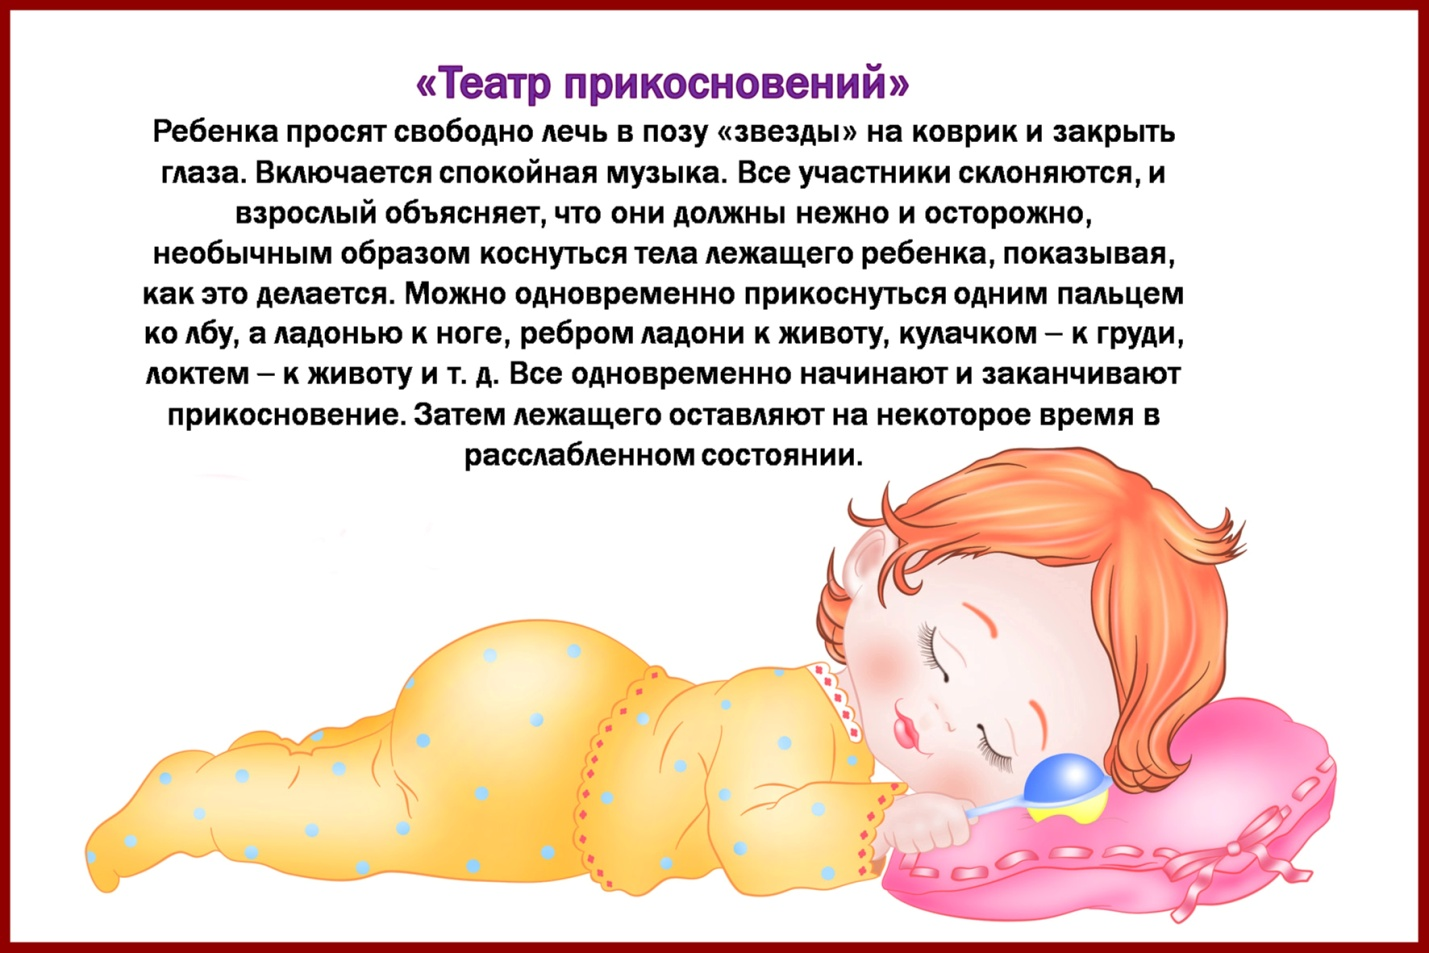 «Театр прикосновений»
Ребенка просят свободно лечь в позу «звезды» на коврик и закрыть
глаза. Включается спокойная музыка. Все участники склоняются, и
взрослый объясняет, что они должны нежно и осторожно,
необычным образом коснуться тела лежащего ребенка, показывая,
как это делается. Можно одновременно прикоснуться одним пальцем
ко лбу, а ладонью к ноге, ребром ладони к животу, кулачком – к груди,
локтем – к животу и т. д. Все одновременно начинают и заканчивают
прикосновение. Затем лежащего оставляют на некоторое время в
расслабленном состоянии.